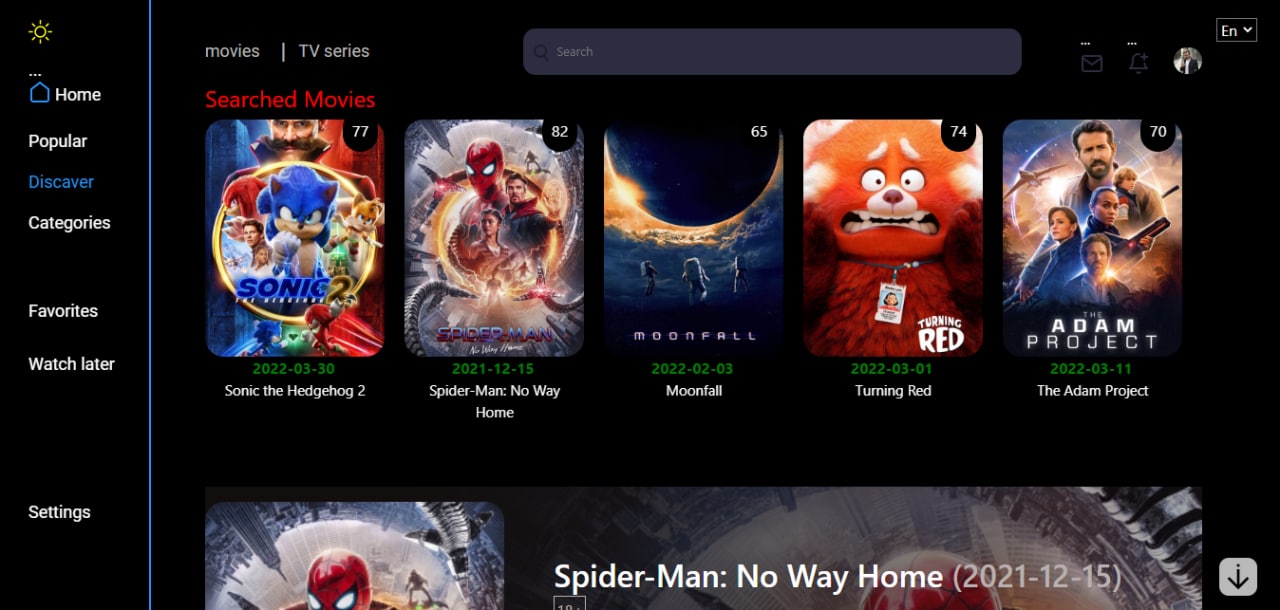 En
...
...
movies | TV series
Search
...
Home
Popular
Discaver
Categories
Favorites
Watch later
Settings
Searched Movies
77
82
65
74
70
SONIC 2
THE HEDGEHOG
SPIDER-MAN
No Way Home
MOONFALL
TURNING
RED
THE
ADAM
PROJECT
2022-03-30
Sonic the Hedgehog 2
2021-12-15
Spider-Man: No Way
Home
2022-02-03
Moonfall
2022-03-01
Turning Red
2022-03-11
The Adam Project
Spider-Man: No Way Home (2021-12-15)